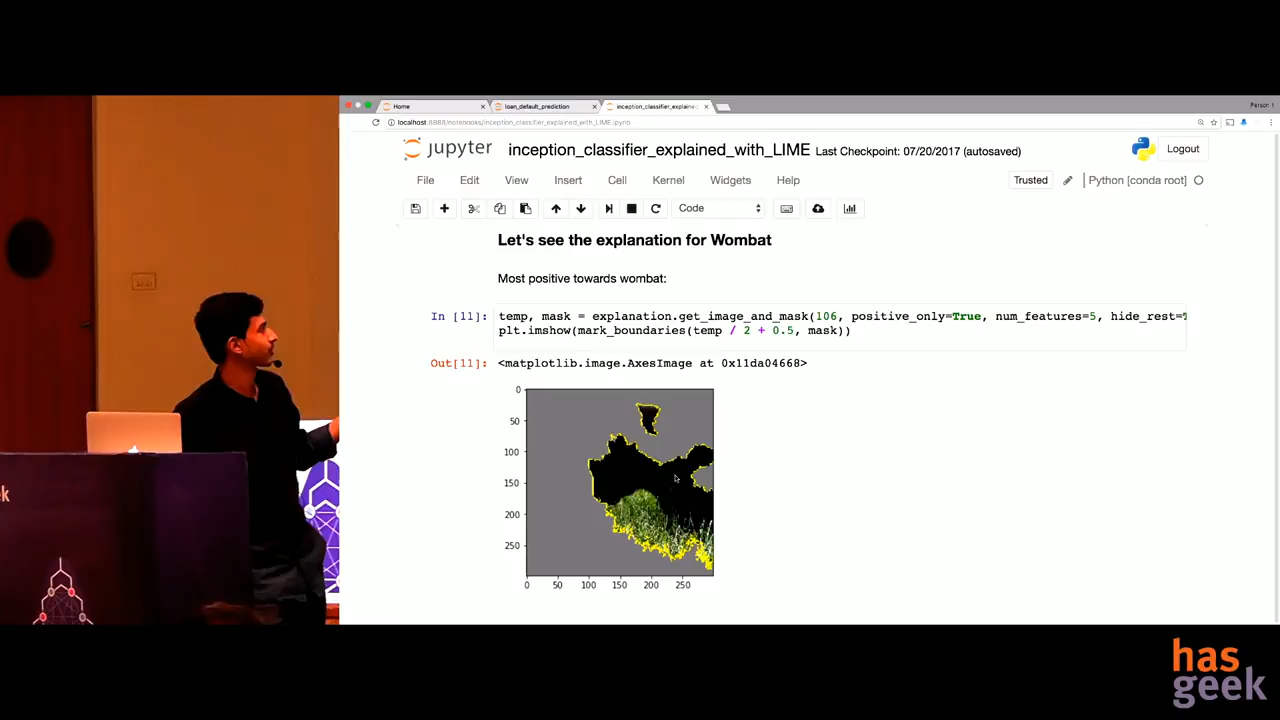 Home
loan_default_prediction
inception_classifier_explaine
Person 1
localhost:8888/notebooks/inception_classifier_explained_with_LIME.ipynb
jupyter
inception_classifier_explained_with_LIME Last Checkpoint: 07/20/2017 (autosaved)
Logout
File Edit View Insert Cell Kernel Widgets Help
Trusted
Python [conda root]
Code
Let's see the explanation for Wombat
Most positive towards wombat:
In [11]: temp, mask = explanation.get_image_and_mask(106, positive_only=True, num_features=5, hide_rest=
plt.imshow(mark_boundaries(temp / 2 + 0.5, mask))
Out[11]: <matplotlib.image.AxesImage at 0x11da04668>
0
50
100
150
200
250
0 50 100 150 200 250
ek
has
geek